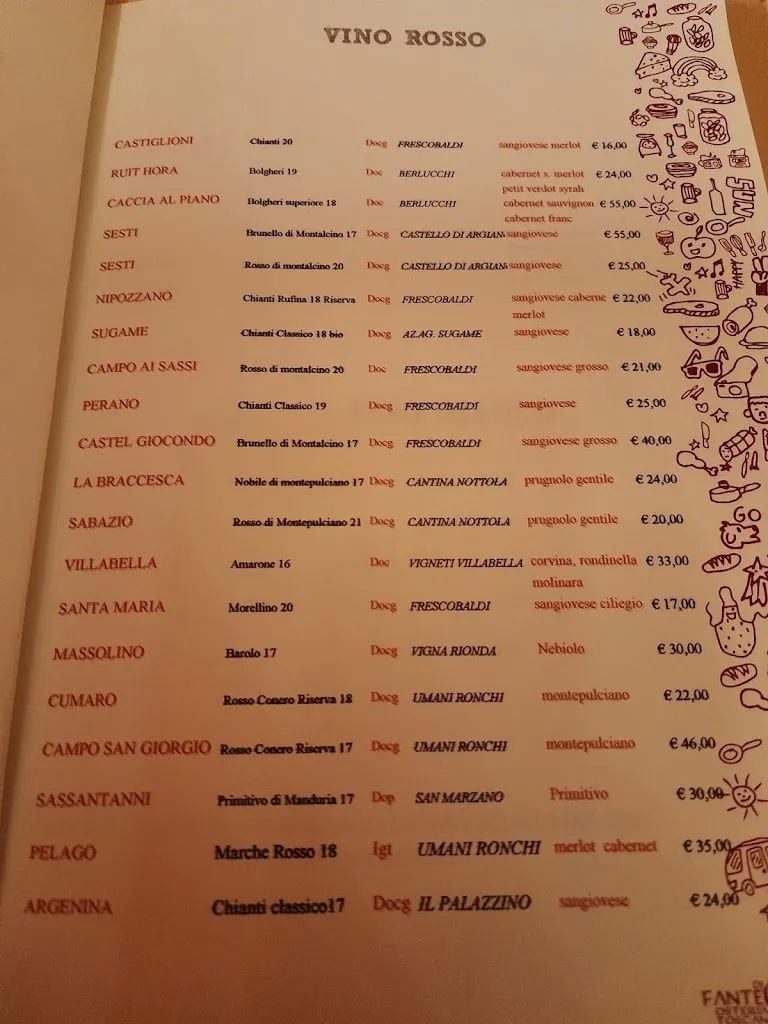 VINO ROSSO
CASTIGLIONI Chianti 20 Docg FRESCOBALDI sangiovese merlot € 16,00
RUIT HORA Bolgheri 19 Doc BERLUCCHI cabernet s. merlot € 24,00
petit verdot syrah
CACCIA AL PIANO Bolgheri superiore 18 Doc BERLUCCHI cabernet sauvignon € 55,00
cabernet franc
SESTI Brunello di Montalcino 17 Docg CASTELLO DI ARGIAN sangiovese € 55,00
SESTI Rosso di montalcino 20 Docg CASTELLO DI ARGIAN sangiovese € 25,00
NIPOZZANO Chianti Rufina 18 Riserva Docg FRESCOBALDI sangiovese caberne € 22,00
merlot
SUGAME Chianti Classico 18 bio Docg AZ.AG. SUGAME sangiovese € 18,00
CAMPO AI SASSI Rosso di montalcino 20 Doc FRESCOBALDI sangiovese grosso € 21,00
PERANO Chianti Classico 19 Docg FRESCOBALDI sangiovese € 25,00
CASTEL GIOCONDO Brunello di Montalcino 17 Docg FRESCOBALDI sangiovese grosso € 40,00
LA BRACCESCA Nobile di montepulciano 17 Docg CANTINA NOTTOLA prugnolo gentile € 24,00
SABAZIO Rosso di Montepulciano 21 Docg CANTINA NOTTOLA prugnolo gentile € 20,00
VILLABELLA Amarone 16 Doc VIGNETI VILLABELLA corvina, rondinella € 33,00
molinara
SANTA MARIA Morellino 20 Docg FRESCOBALDI sangiovese ciliegio € 17,00
MASSOLINO Barolo 17 Docg VIGNA RIONDA Nebiolo € 30,00
CUMARO Rosso Conero Riserva 18 Docg UMANI RONCHI montepulciano € 22,00
CAMPO SAN GIORGIO Rosso Conero Riserva 17 Docg UMANI RONCHI montepulciano € 46,00
SASSANTANNI Primitivo di Manduria 17 Dop SAN MARZANO Primitivo € 30,00
PELAGO Marche Rosso 18 Igt UMANI RONCHI merlot cabernet € 35,00
ARGENINA Chianti classico17 Docg IL PALAZZINO sangiovese € 24,00
SUN
HAPPY
GO
DI
FANTE
OSTERIA
TOSCAN